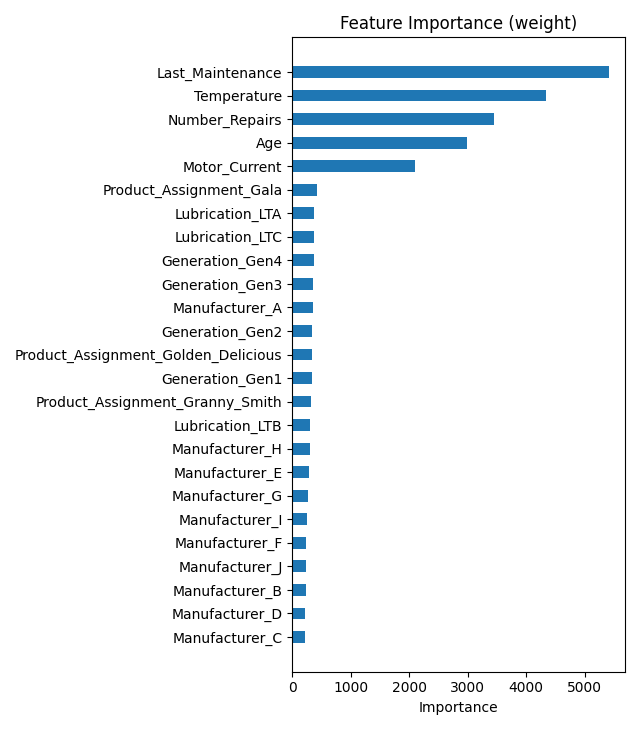 Feature Importance (weight)
Last_Maintenance
Temperature
Number_Repairs
Age
Motor_Current
Product_Assignment_Gala
Lubrication_LTA
Lubrication_LTC
Generation_Gen4
Generation_Gen3
Manufacturer_A
Generation_Gen2
Product_Assignment_Golden_Delicious
Generation_Gen1
Product_Assignment_Granny_Smith
Lubrication_LTB
Manufacturer_H
Manufacturer_E
Manufacturer_G
Manufacturer_I
Manufacturer_F
Manufacturer_J
Manufacturer_B
Manufacturer_D
Manufacturer_C
0 1000 2000 3000 4000 5000
Importance